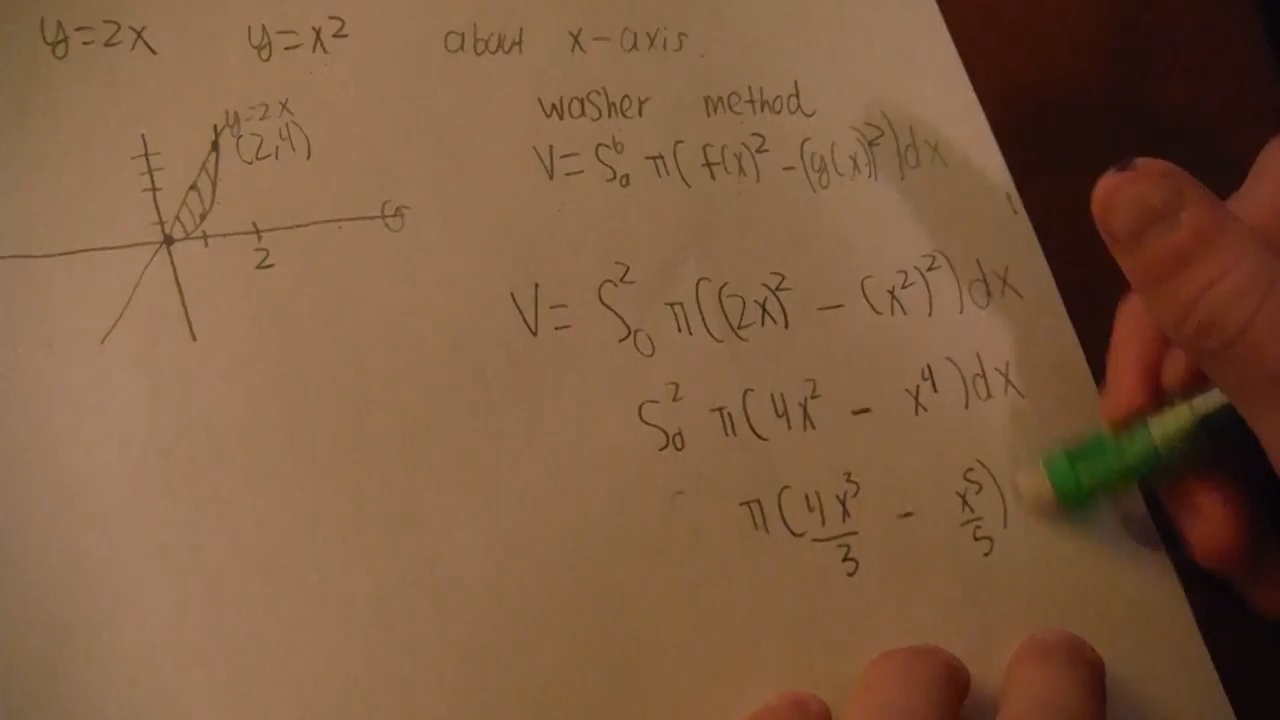 y=2x y=x² about x-axis.
y=2x
(2,4)
2
washer method
V=∫ₐᵇ π(f(x)²-(g(x))²)dx
V=∫₀² π((2x)²-(x²)²)dx
∫₀² π(4x²-x⁴)dx
π(4x³/3 - x⁵/5)